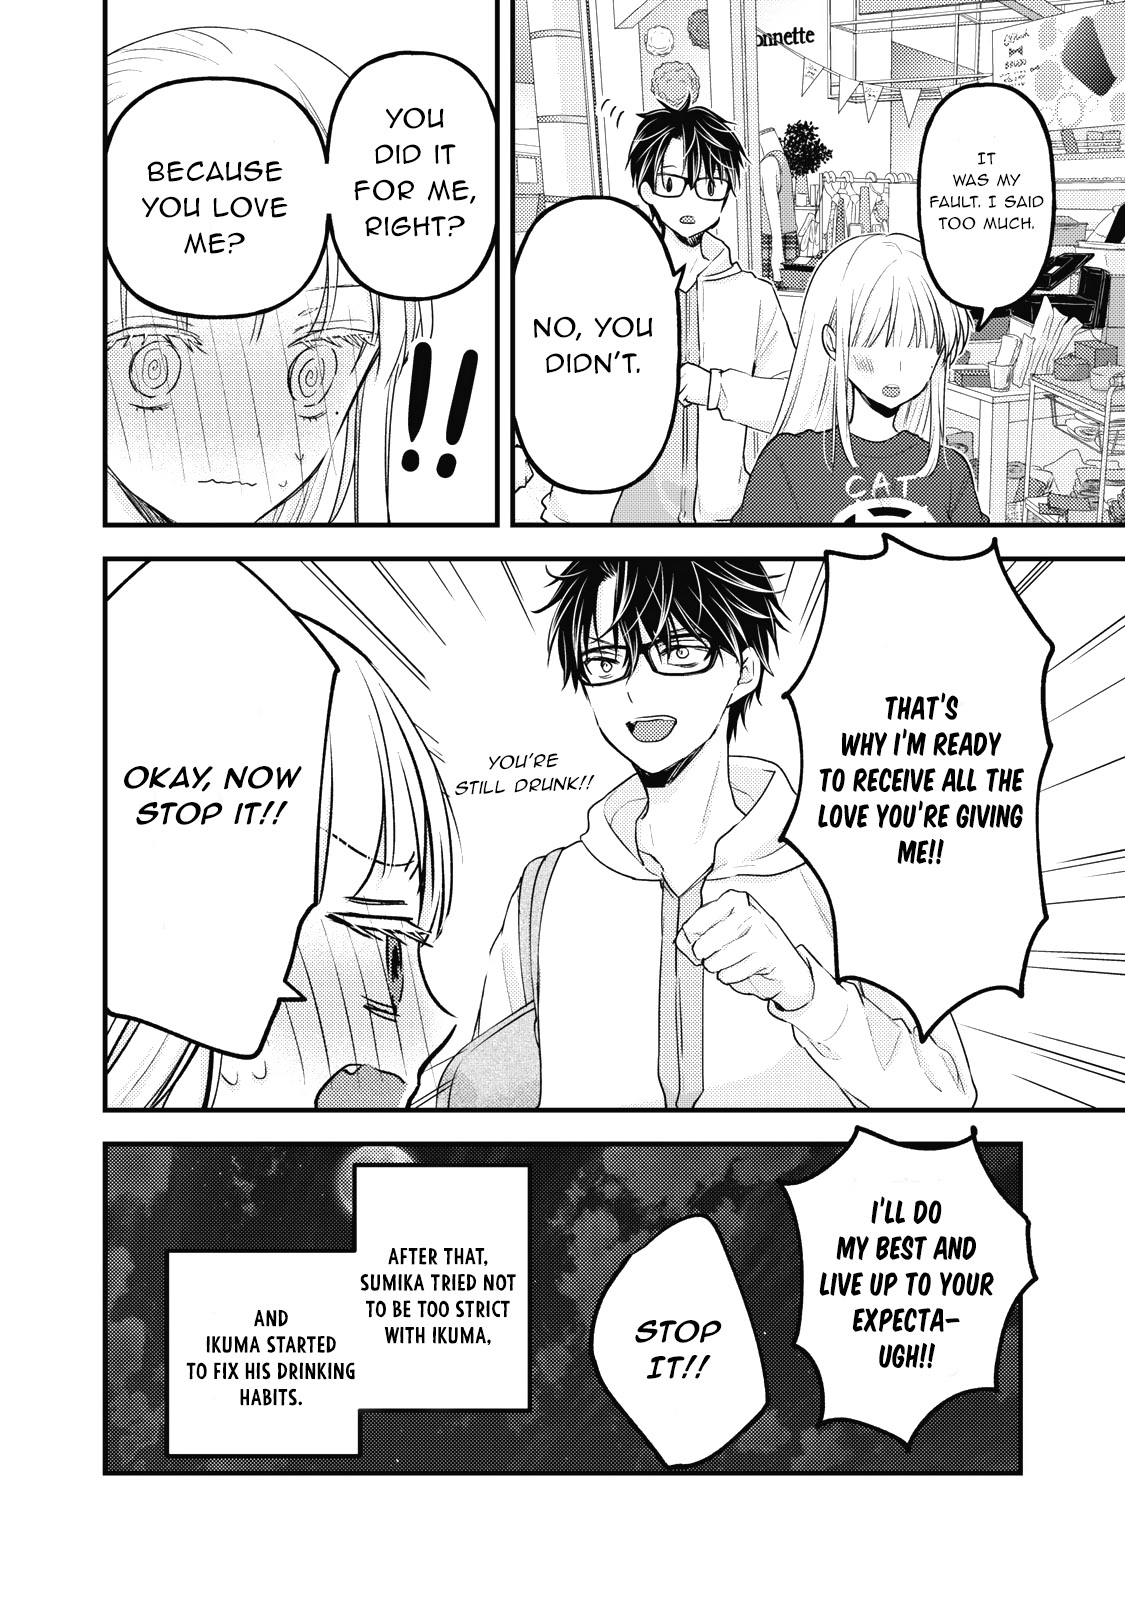 IT
WAS MY
FAULT. I SAID
TOO MUCH.
onnette
NO, YOU
DIDN'T.
CAT
YOU
DID IT
FOR ME,
RIGHT?
BECAUSE
YOU LOVE
ME?
!!
THAT'S
WHY I'M READY
TO RECEIVE ALL THE
LOVE YOU'RE GIVING
ME!!
YOU'RE
STILL DRUNK!!
OKAY, NOW
STOP IT!!
I'LL DO
MY BEST AND
LIVE UP TO YOUR
EXPECTA-
UGH!!
STOP
IT!!
AFTER THAT,
SUMIKA TRIED NOT
TO BE TOO STRICT
WITH IKUMA,
AND
IKUMA STARTED
TO FIX HIS DRINKING
HABITS.